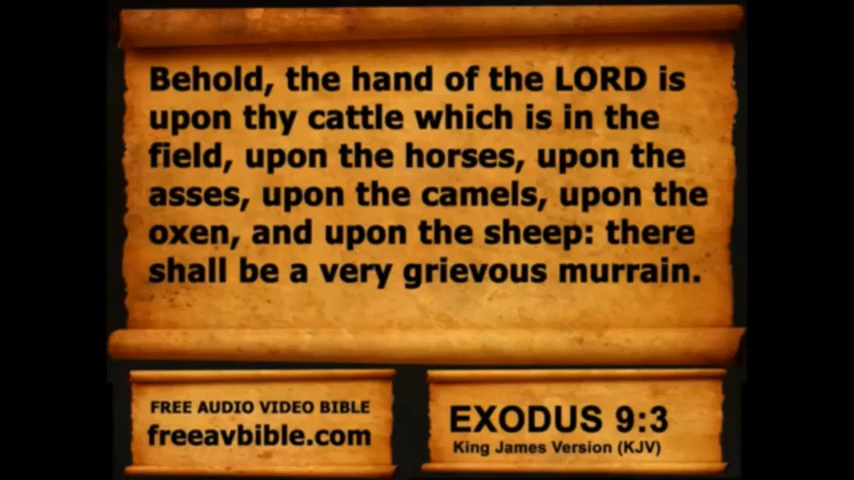 Behold, the hand of the LORD is
upon thy cattle which is in the
field, upon the horses, upon the
asses, upon the camels, upon the
oxen, and upon the sheep: there
shall be a very grievous murrain.
FREE AUDIO VIDEO BIBLE
freeavbible.com
EXODUS 9:3
King James Version (KJV)